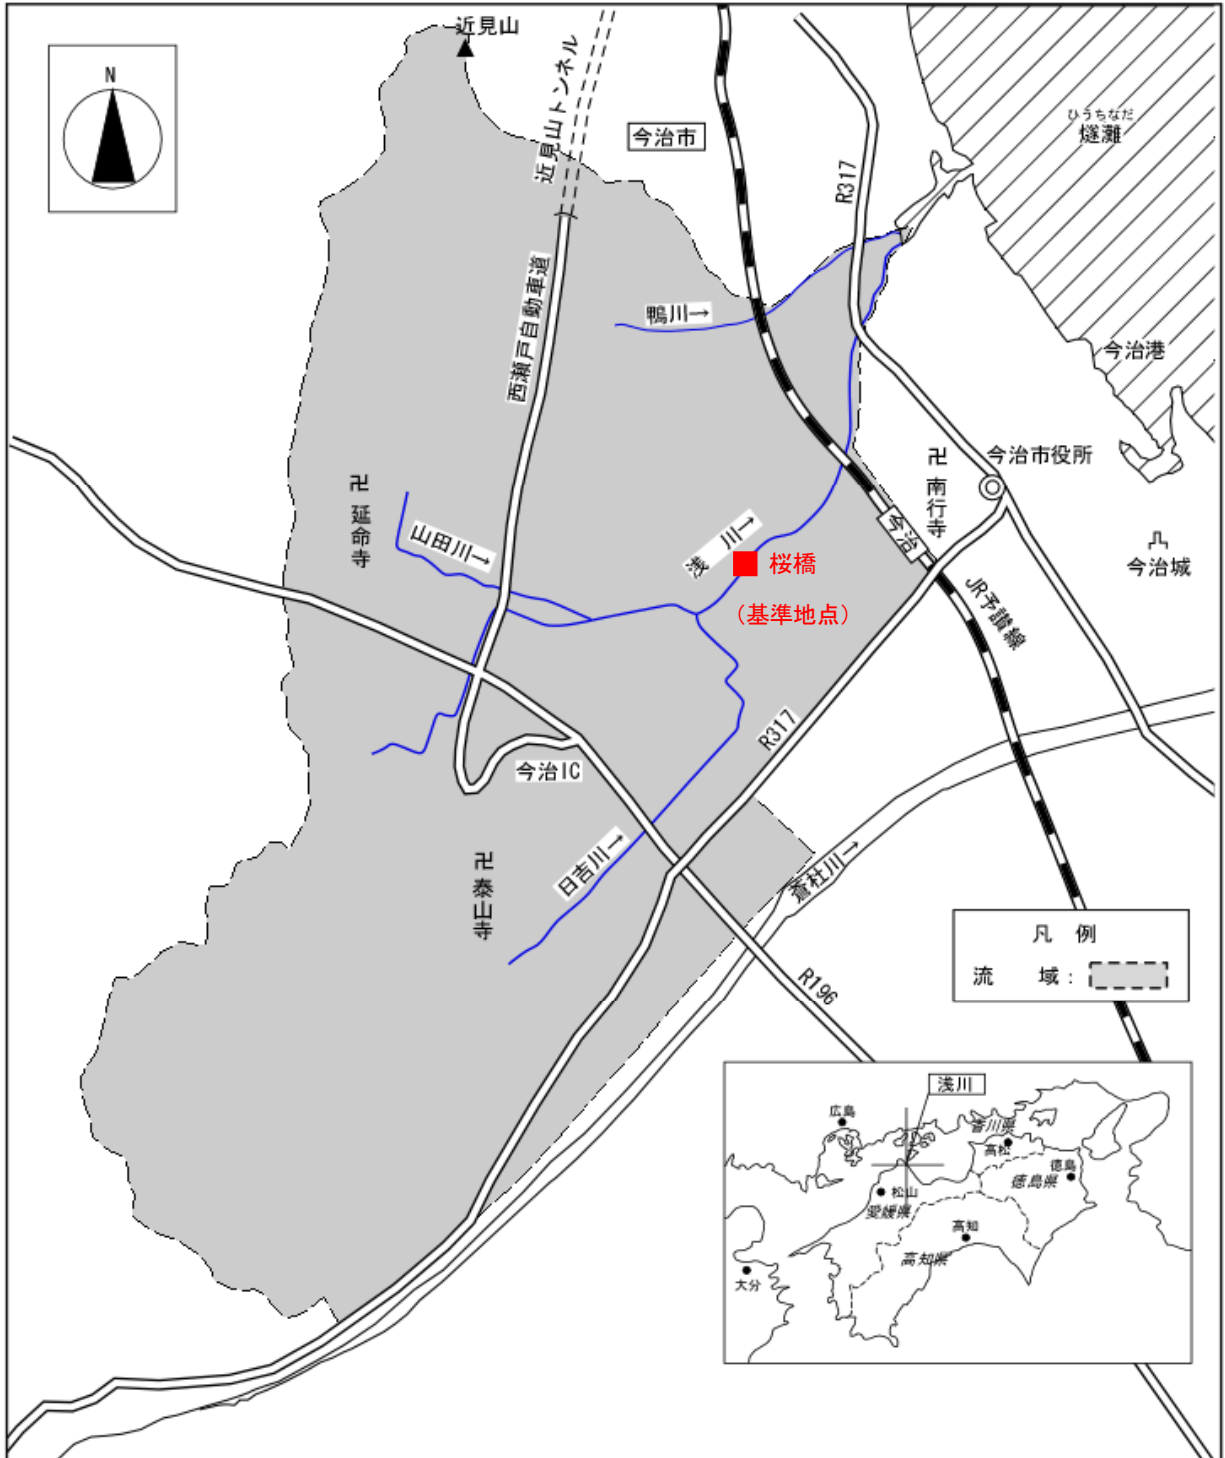 近見山
N
近見山トンネル
今治市
ひうちなだ
燧灘
R317
西瀬戸自動車道
鴨川→
今治港
卍 延命寺
山田川→
浅川→
桜橋
(基準地点)
今治
卍 南行寺
今治市役所
今治城
JR予讃線
R317
今治IC
卍 泰山寺
日吉川→
蒼社川→
R196
凡 例
流 域:
浅川
広島
香川県
高松
徳島
徳島県
松山
愛媛県
高知
高知県
大分